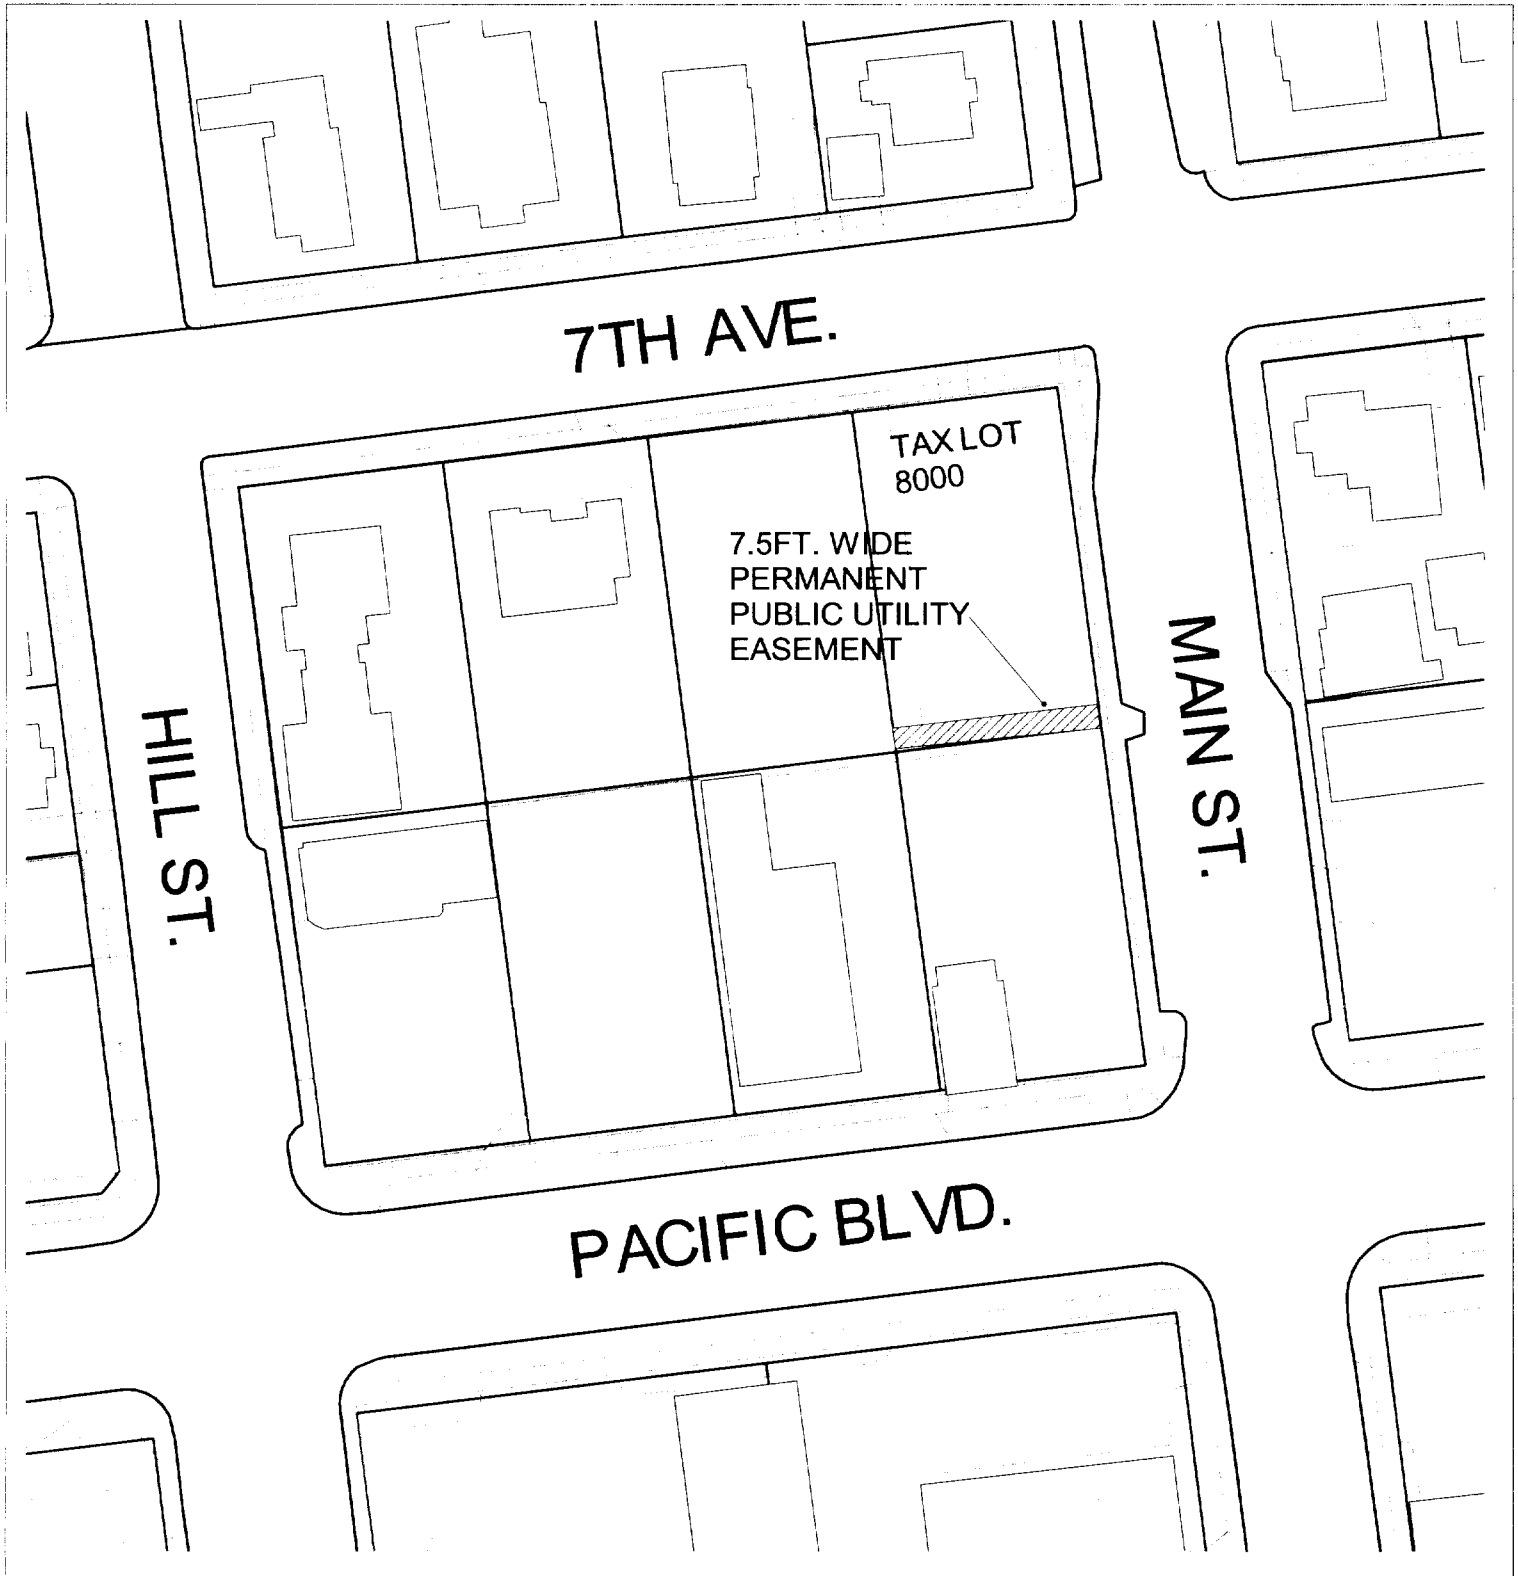 7TH AVE.
TAX LOT
8000
7.5FT. WIDE
PERMANENT
PUBLIC UTILITY
EASEMENT
HILL ST.
MAIN ST.
PACIFIC BLVD.